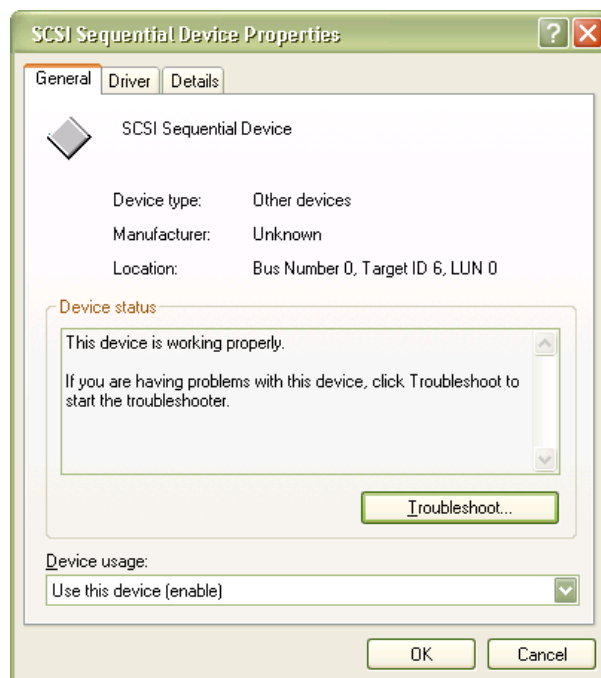 SCSI Sequential Device Properties
General Driver Details
SCSI Sequential Device
Device type: Other devices
Manufacturer: Unknown
Location: Bus Number 0, Target ID 6, LUN 0
Device status
This device is working properly.
If you are having problems with this device, click Troubleshoot to
start the troubleshooter.
Troubleshoot...
Device usage:
Use this device (enable)
OK Cancel